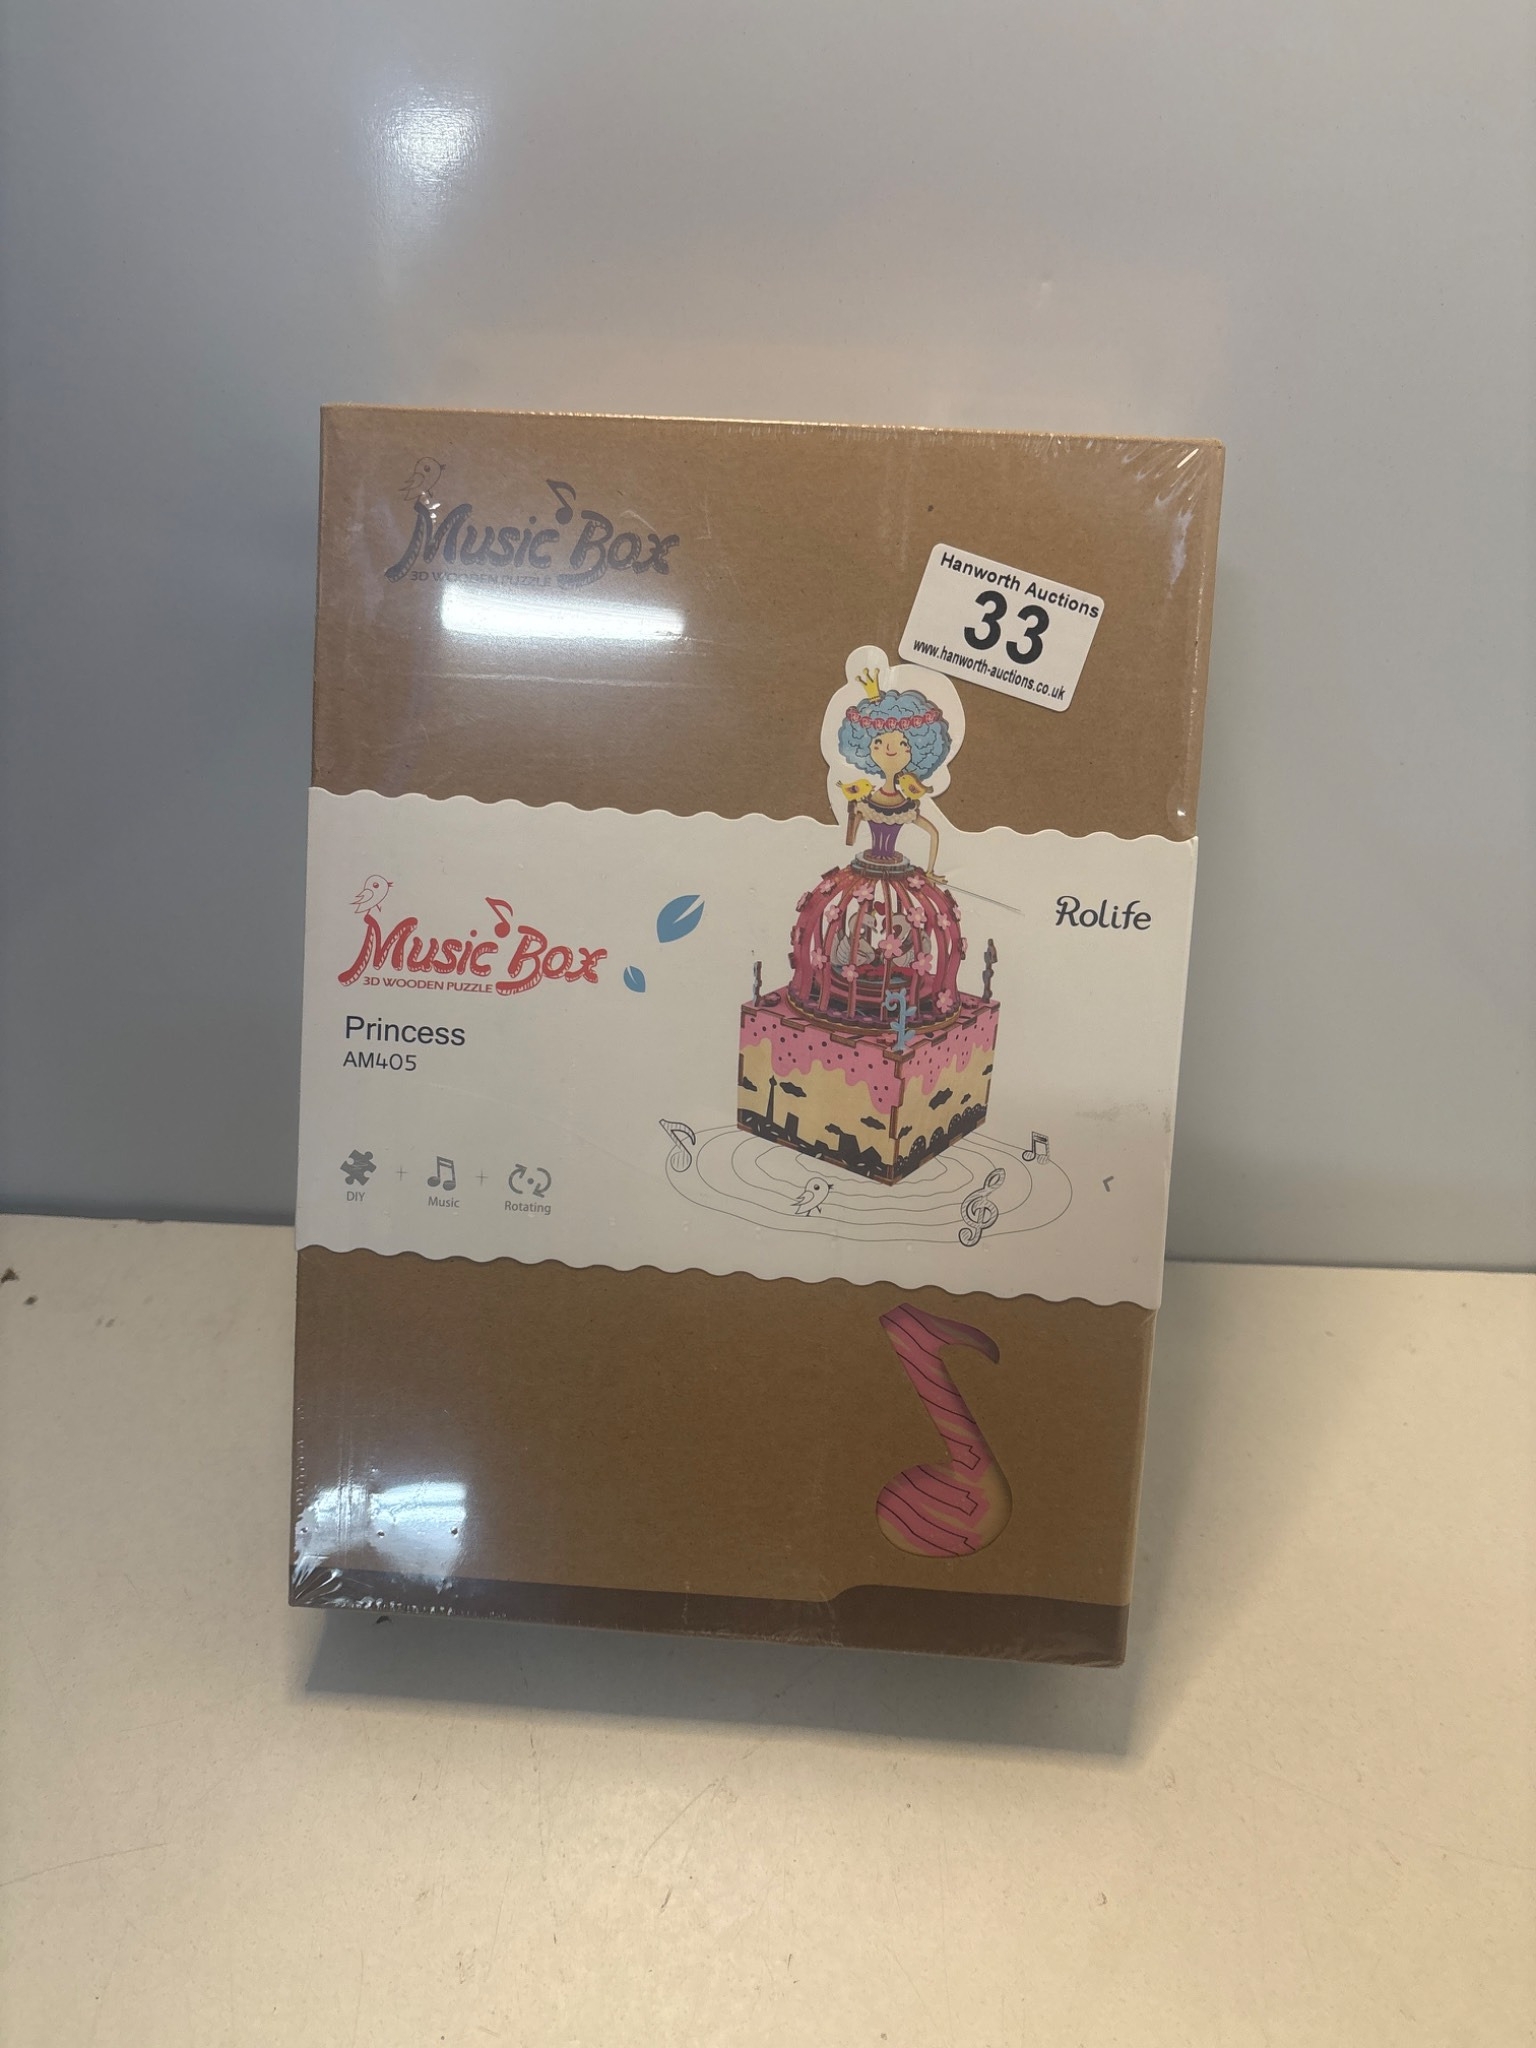 Music Box
3D WOODEN PUZZLE
Hanworth Auctions
33
www.hanworth-auctions.co.uk
Rolife
Music Box
3D WOODEN PUZZLE
Princess
AM405
DIY + Music + Rotating